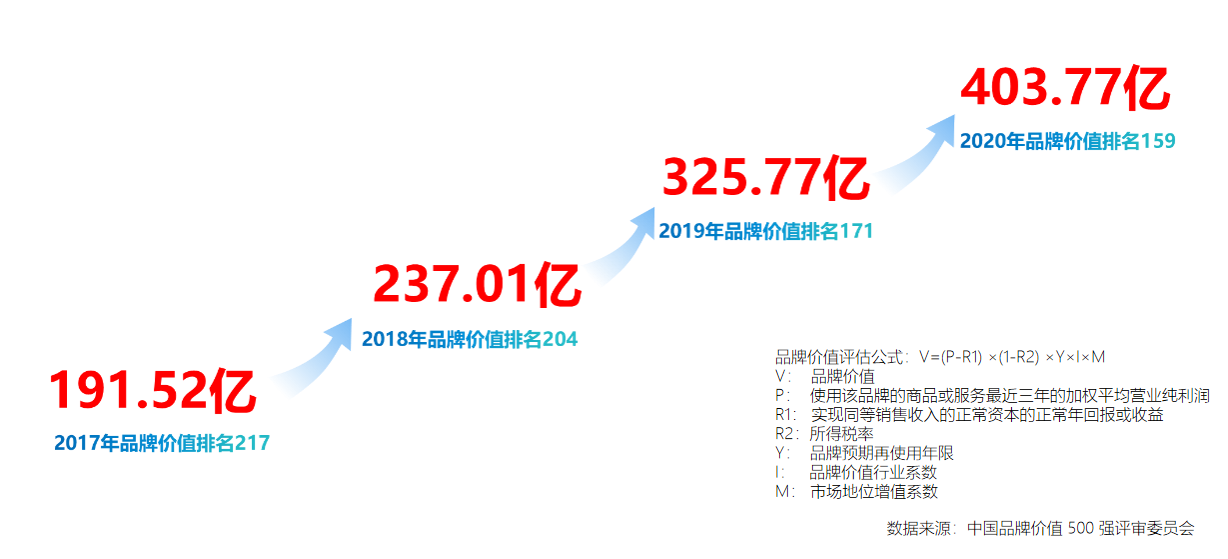 403.77亿
2020年品牌价值排名159
325.77亿
2019年品牌价值排名171
237.01亿
2018年品牌价值排名204
191.52亿
2017年品牌价值排名217
品牌价值评估公式：V=(P-R1) ×(1-R2) ×Y×I×M
V： 品牌价值
P： 使用该品牌的商品或服务最近三年的加权平均营业纯利润
R1： 实现同等销售收入的正常资本的正常年回报或收益
R2：所得税率
Y： 品牌预期再使用年限
I： 品牌价值行业系数
M： 市场地位增值系数
数据来源：中国品牌价值 500 强评审委员会